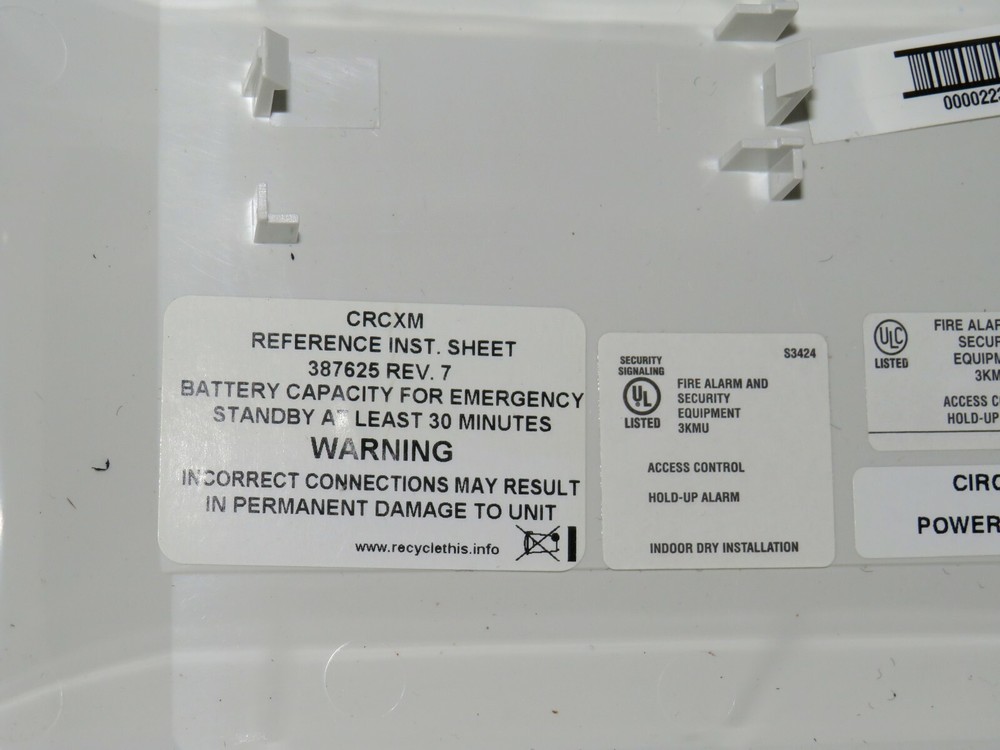 0000223
CRCXM
REFERENCE INST. SHEET
387625 REV. 7
BATTERY CAPACITY FOR EMERGENCY
STANDBY AT LEAST 30 MINUTES
WARNING
INCORRECT CONNECTIONS MAY RESULT
IN PERMANENT DAMAGE TO UNIT
www.recyclethis.info
S3424
SECURITY
SIGNALING
UL
LISTED
FIRE ALARM AND
SECURITY
EQUIPMENT
3KMU
ACCESS CONTROL
HOLD-UP ALARM
INDOOR DRY INSTALLATION
ULC
LISTED
FIRE ALAR
SECUR
EQUIPM
3KM
ACCESS C
HOLD-UP
CIRC
POWER